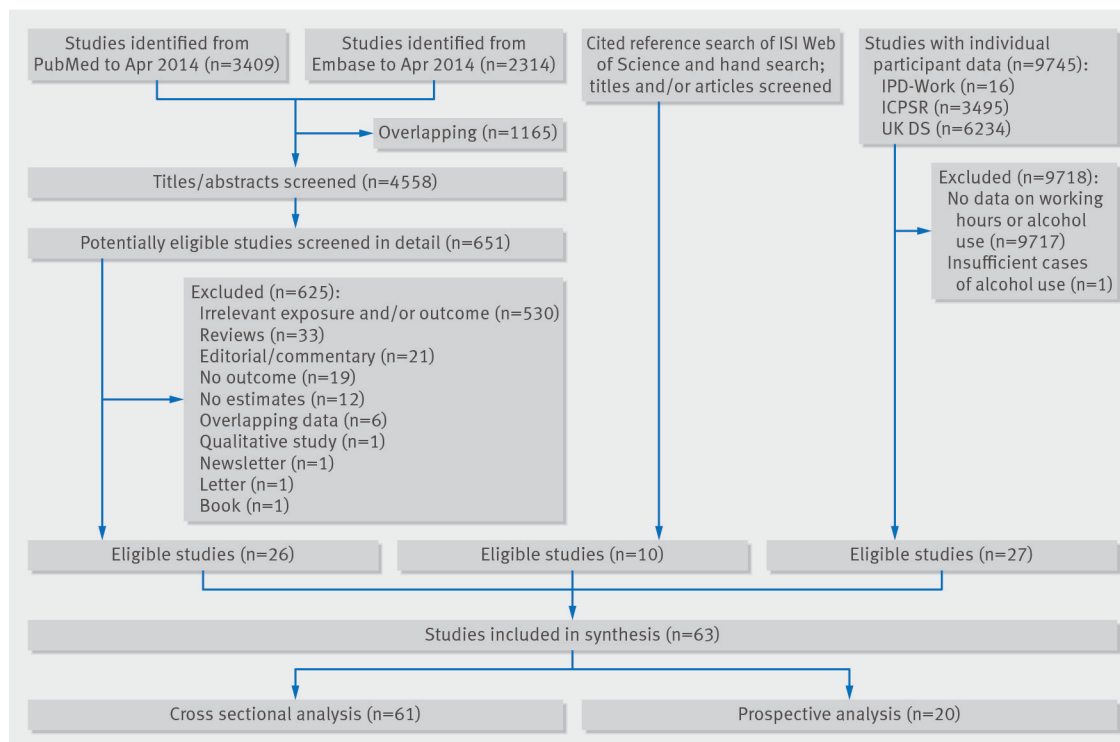 Studies identified from
PubMed to Apr 2014 (n=3409)
Studies identified from
Embase to Apr 2014 (n=2314)
Cited reference search of ISI Web
of Science and hand search;
titles and/or articles screened
Studies with individual
participant data (n=9745):
IPD-Work (n=16)
ICPSR (n=3495)
UK DS (n=6234)
Overlapping (n=1165)
Titles/abstracts screened (n=4558)
Excluded (n=9718):
No data on working
hours or alcohol
use (n=9717)
Insufficient cases
of alcohol use (n=1)
Potentially eligible studies screened in detail (n=651)
Excluded (n=625):
Irrelevant exposure and/or outcome (n=530)
Reviews (n=33)
Editorial/commentary (n=21)
No outcome (n=19)
No estimates (n=12)
Overlapping data (n=6)
Qualitative study (n=1)
Newsletter (n=1)
Letter (n=1)
Book (n=1)
Eligible studies (n=26)
Eligible studies (n=10)
Eligible studies (n=27)
Studies included in synthesis (n=63)
Cross sectional analysis (n=61)
Prospective analysis (n=20)